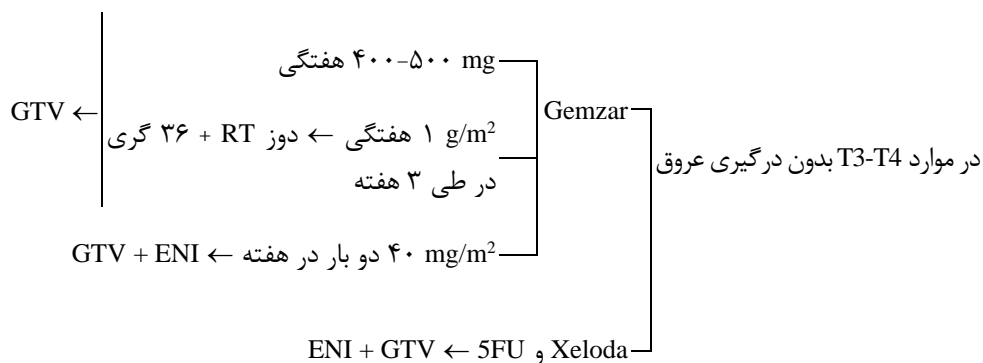 در موارد T3-T4 بدون درگیری عروق
Gemzar
۴۰۰-۵۰۰ mg هفتگی
۱ g/m² هفتگی ← دوز RT + ۳۶ گری
در طی ۳ هفته
GTV ←
۴۰ mg/m² دو بار در هفته ← GTV + ENI
Xeloda و 5FU ← ENI + GTV